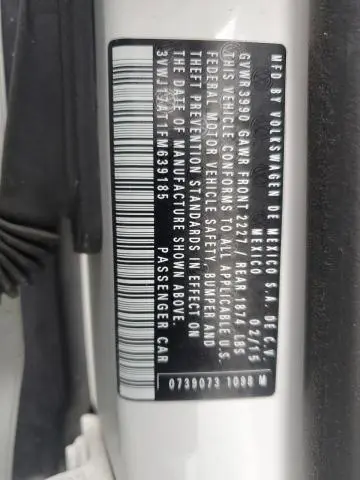 MFD BY VOLKSWAGEN DE MEXICO S.A. DE C.V.
MEXICO 02/15
GVWR3990 GAWR FRONT 2227/ REAR 1874 LBS
THIS VEHICLE CONFORMS TO ALL APPLICABLE U.S.
FEDERAL MOTOR VEHICLE SAFETY, BUMPER AND
THEFT PREVENTION STANDARDS IN EFFECT ON
THE DATE OF MANUFACTURE SHOWN ABOVE.
3VWJ17AT1FM639185 PASSENGER CAR
0739073 1098 M